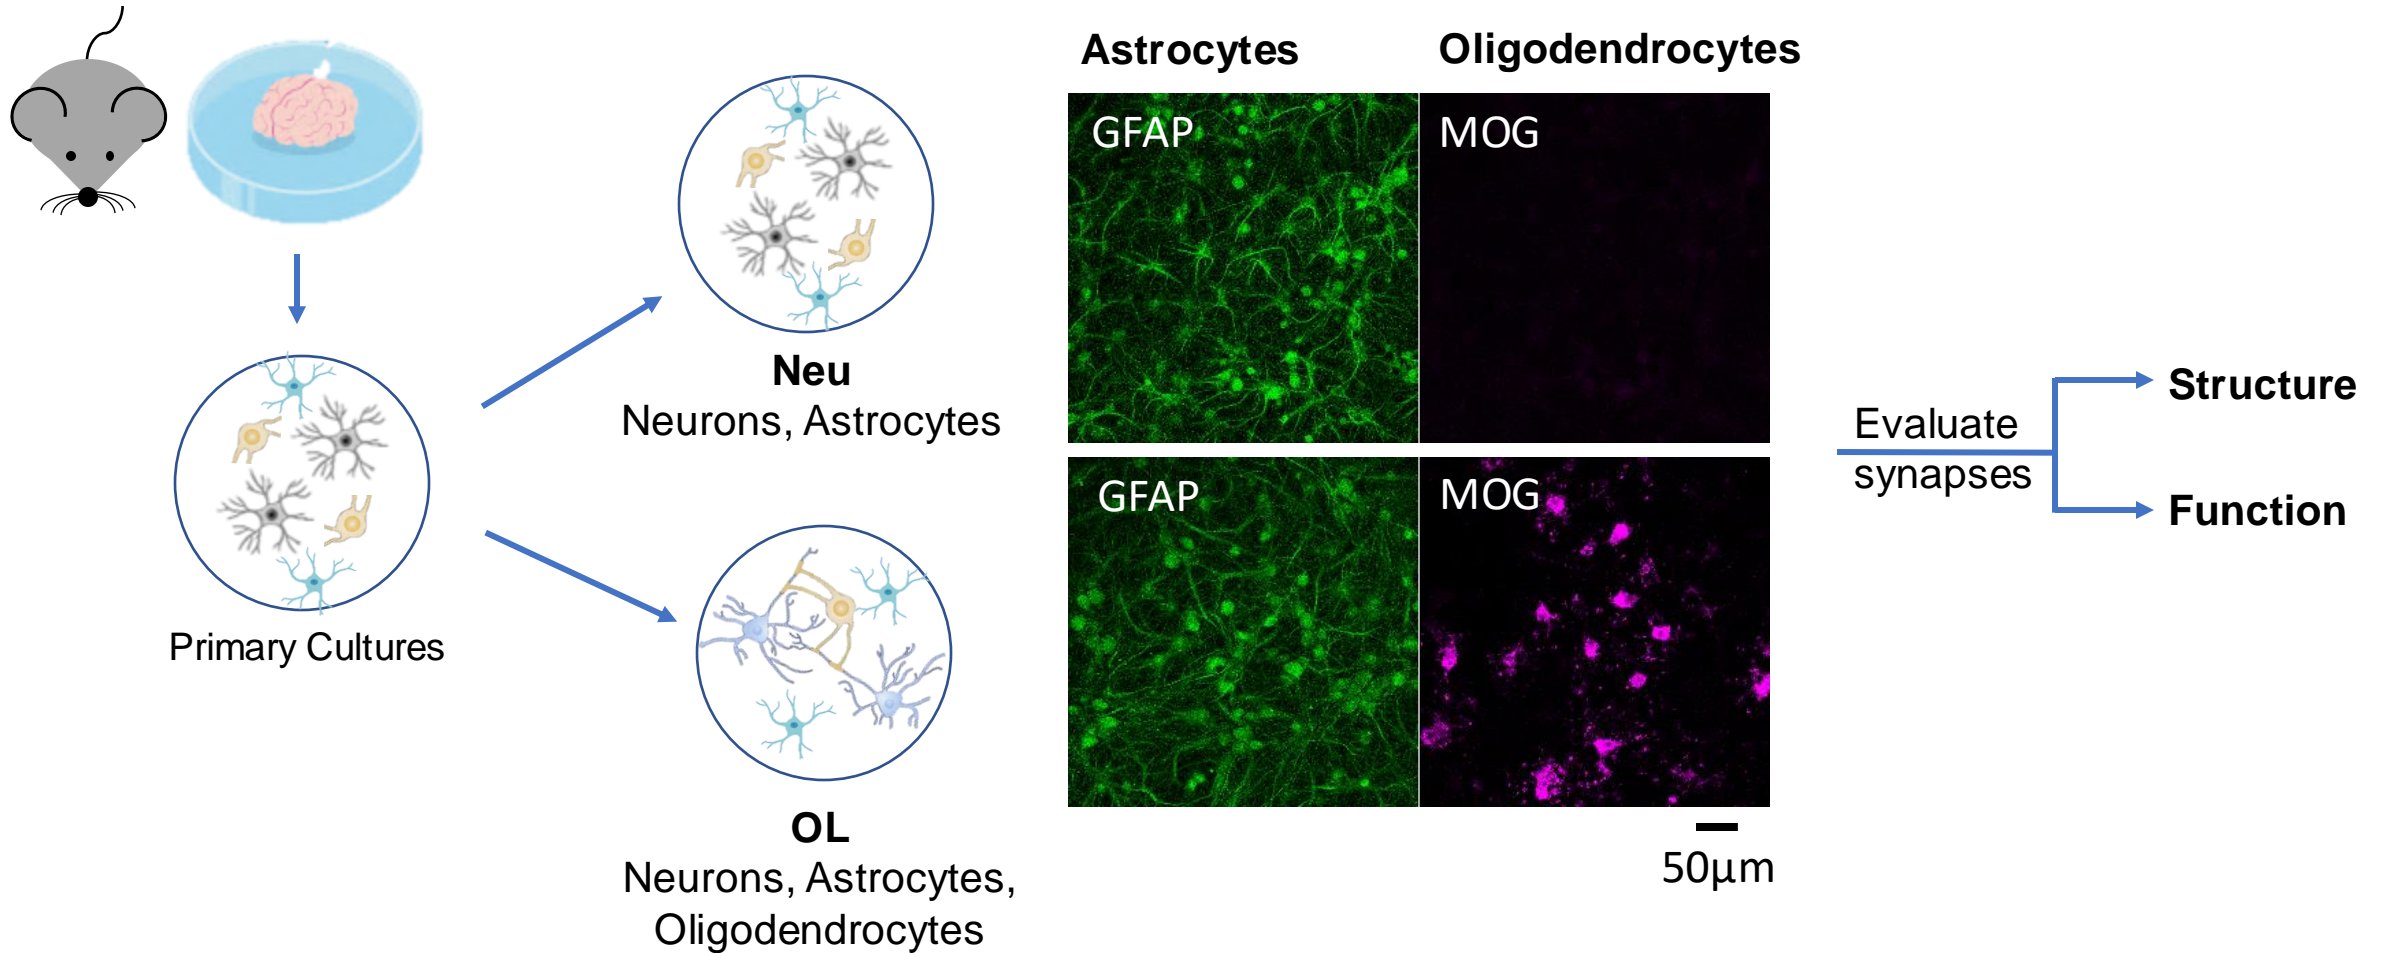 Astrocytes
Oligodendrocytes
GFAP
MOG
Neu
Neurons, Astrocytes
GFAP
MOG
Primary Cultures
OL
Neurons, Astrocytes,
Oligodendrocytes
50μm
Evaluate
synapses
Structure
Function